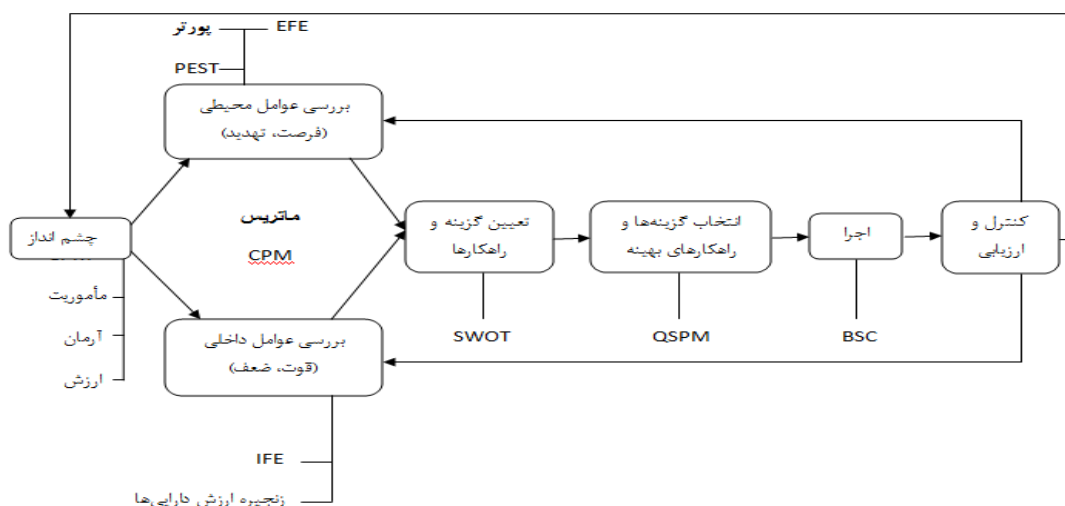 پورتر
EFE
PEST
بررسی عوامل محیطی
(فرصت، تهدید)
چشم انداز
مأموریت
آرمان
ارزش
ماتریس
CPM
تعیین گزینه و
راهکارها
SWOT
انتخاب گزینه‌ها و
راهکارهای بهینه
QSPM
اجرا
BSC
کنترل و
ارزیابی
بررسی عوامل داخلی
(قوت، ضعف)
IFE
زنجیره ارزش دارایی‌ها